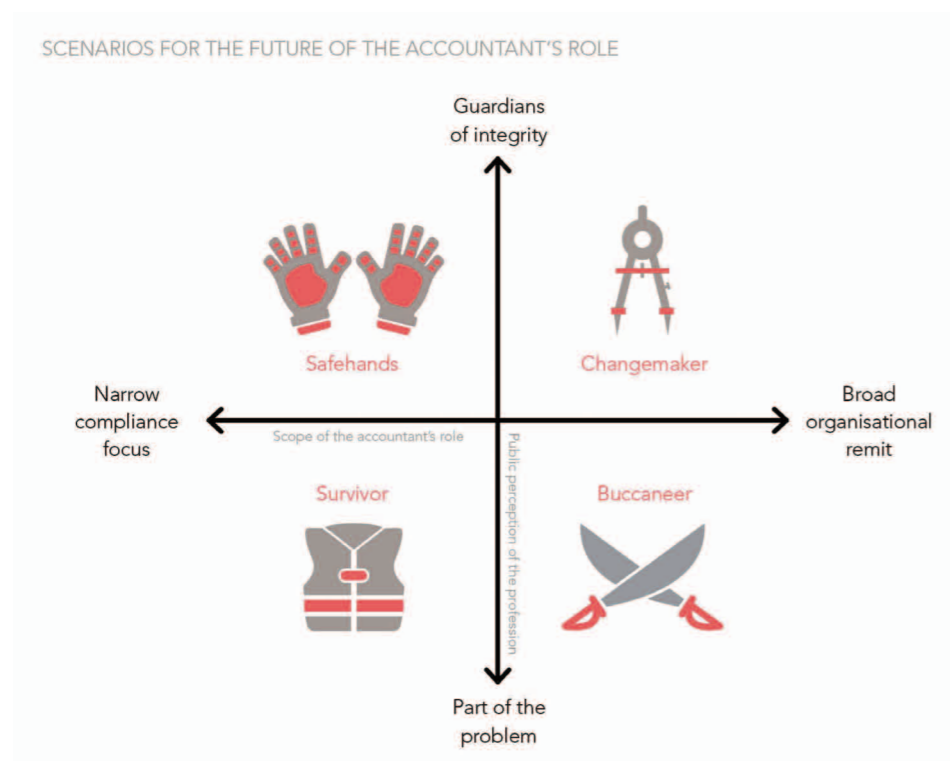 SCENARIOS FOR THE FUTURE OF THE ACCOUNTANT'S ROLE
Guardians
of integrity
Safehands
Changemaker
Narrow
compliance
focus
Broad
organisational
remit
Scope of the accountant's role
Public perception of the profession
Survivor
Buccaneer
Part of the
problem